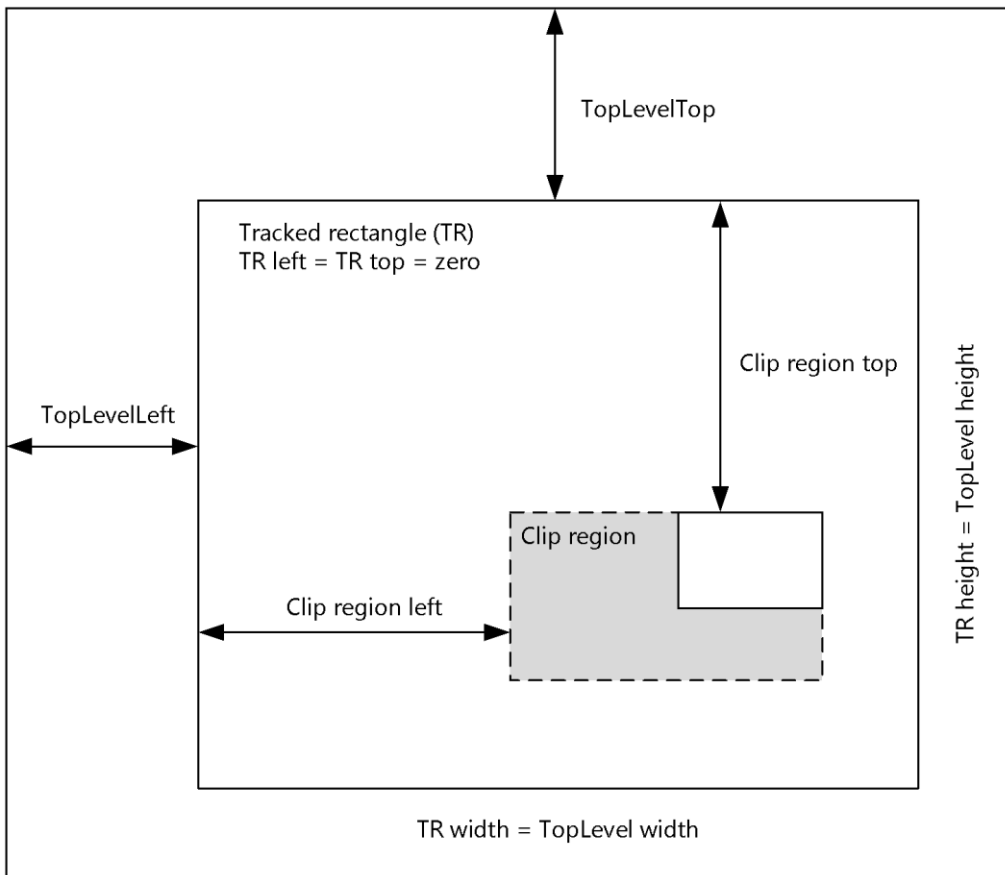 TopLevelTop
Tracked rectangle (TR)
TR left = TR top = zero
Clip region top
TopLevelLeft
TR height = TopLevel height
Clip region
Clip region left
TR width = TopLevel width